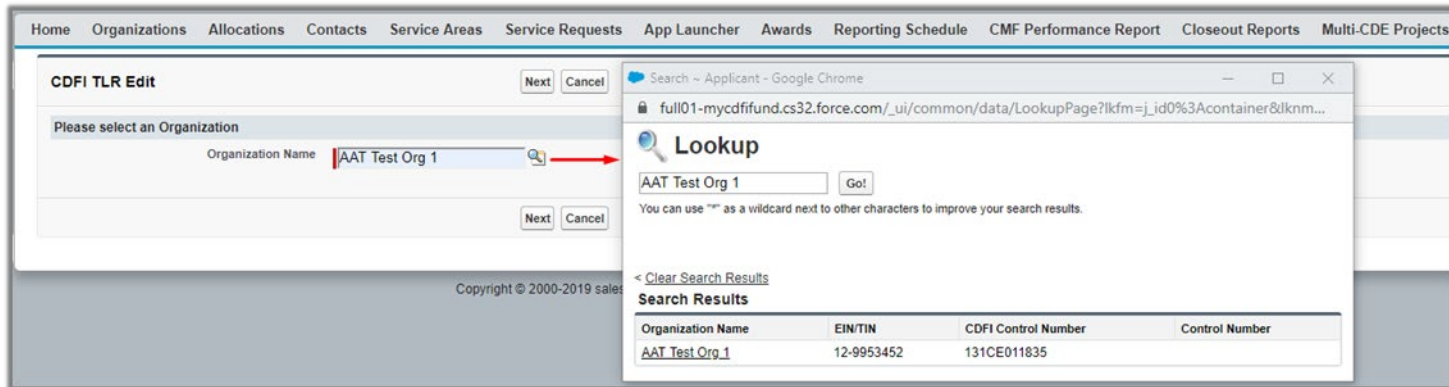 Home Organizations Allocations Contacts Service Areas Service Requests App Launcher Awards Reporting Schedule CMF Performance Report Closeout Reports Multi-CDE Projects
CDFI TLR Edit
Next Cancel
Please select an Organization
Organization Name AAT Test Org 1
Next Cancel
Copyright © 2000-2019 sales
Search ~ Applicant - Google Chrome
full01-mycdfifund.cs32.force.com/_ui/common/data/LookupPage?lkfm=j_id0%3Acontainer&lknm...
Lookup
AAT Test Org 1 Go!
You can use "*" as a wildcard next to other characters to improve your search results.
< Clear Search Results
Search Results
Organization Name EIN/TIN CDFI Control Number Control Number
AAT Test Org 1 12-9953452 131CE011835